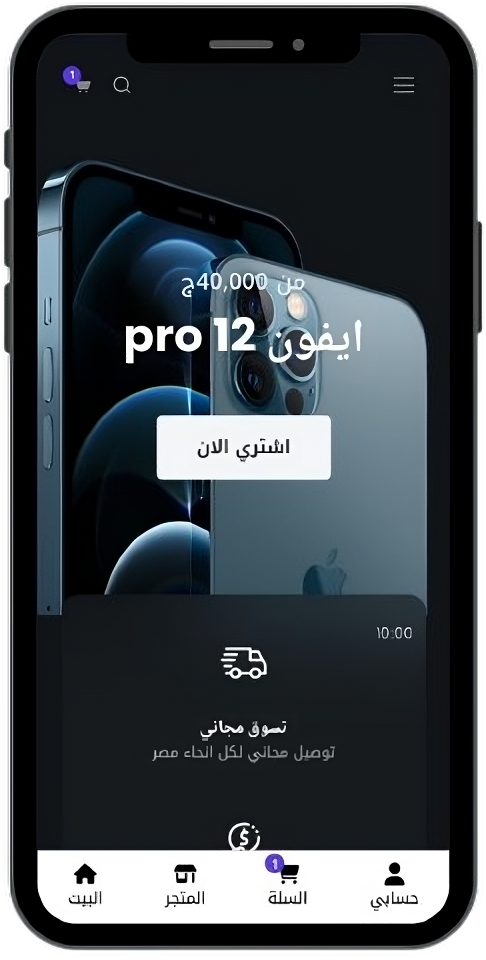 1
من 40,000ج
ايفون 12 pro
اشتري الان
10:00
تسوق مجاني
توصيل مجاني لكل انحاء مصر
حسابي
1
السلة
المتجر
البيت